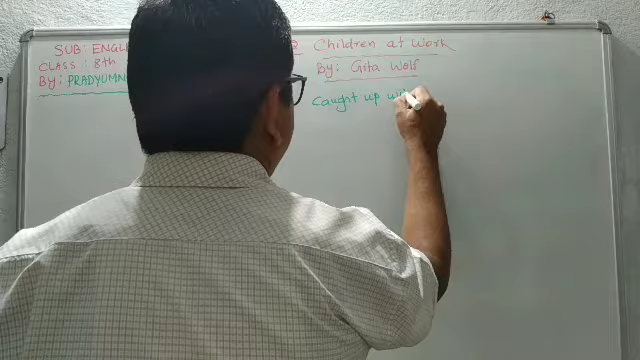 SUB: ENGL
CLASS : 8th
BY: PRADYUMN
Children at Work
By: Gita Wolf
Caught up